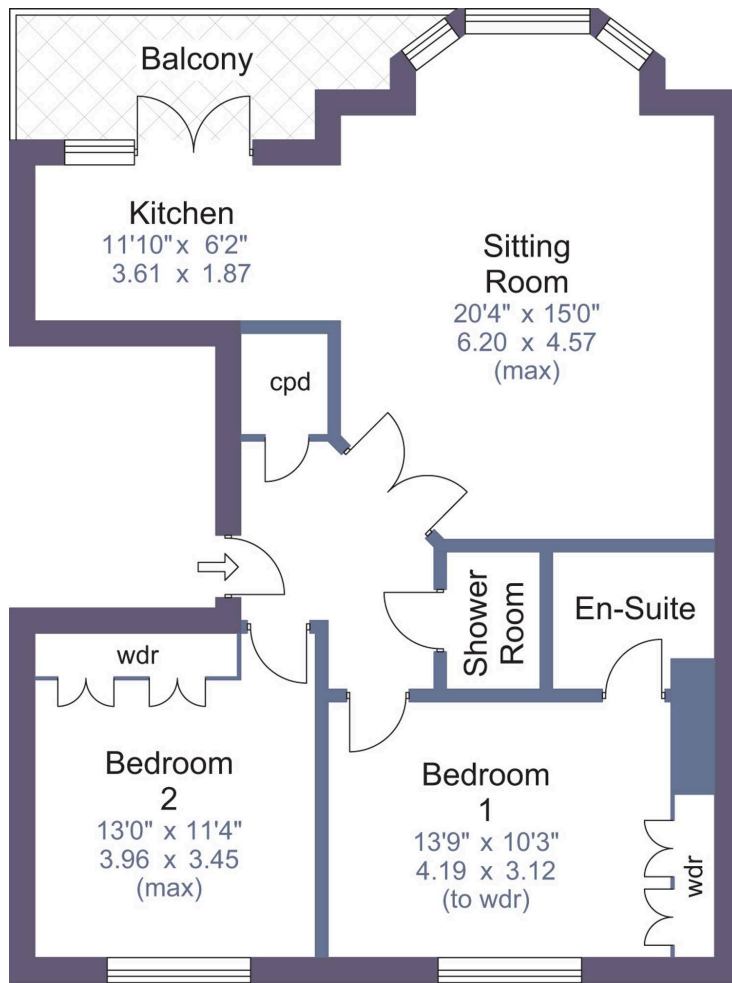 Balcony
Kitchen
11'10" x 6'2"
3.61 x 1.87
Sitting
Room
20'4" x 15'0"
6.20 x 4.57
(max)
cpd
Shower
Room
En-Suite
wdr
Bedroom
2
13'0" x 11'4"
3.96 x 3.45
(max)
Bedroom
1
13'9" x 10'3"
4.19 x 3.12
(to wdr)
wdr